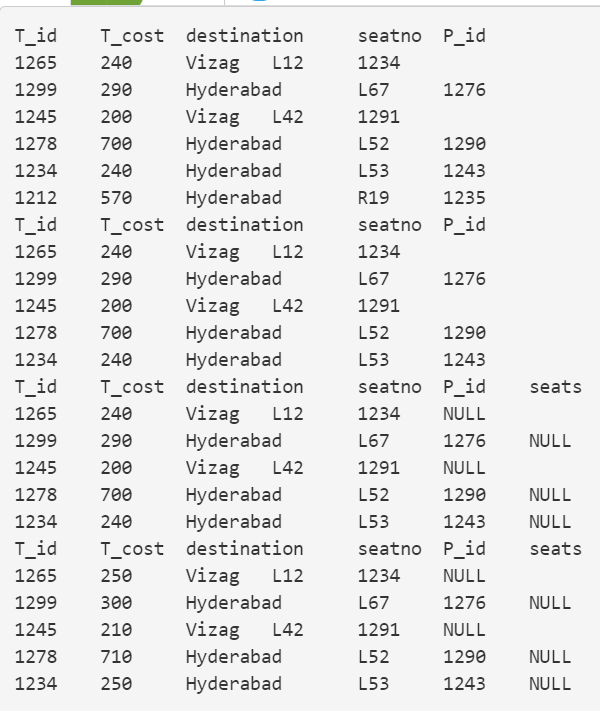 T_id T_cost destination seatno P_id
1265 240 Vizag L12 1234
1299 290 Hyderabad L67 1276
1245 200 Vizag L42 1291
1278 700 Hyderabad L52 1290
1234 240 Hyderabad L53 1243
1212 570 Hyderabad R19 1235
T_id T_cost destination seatno P_id
1265 240 Vizag L12 1234
1299 290 Hyderabad L67 1276
1245 200 Vizag L42 1291
1278 700 Hyderabad L52 1290
1234 240 Hyderabad L53 1243
T_id T_cost destination seatno P_id seats
1265 240 Vizag L12 1234 NULL
1299 290 Hyderabad L67 1276 NULL
1245 200 Vizag L42 1291 NULL
1278 700 Hyderabad L52 1290 NULL
1234 240 Hyderabad L53 1243 NULL
T_id T_cost destination seatno P_id seats
1265 250 Vizag L12 1234 NULL
1299 300 Hyderabad L67 1276 NULL
1245 210 Vizag L42 1291 NULL
1278 710 Hyderabad L52 1290 NULL
1234 250 Hyderabad L53 1243 NULL